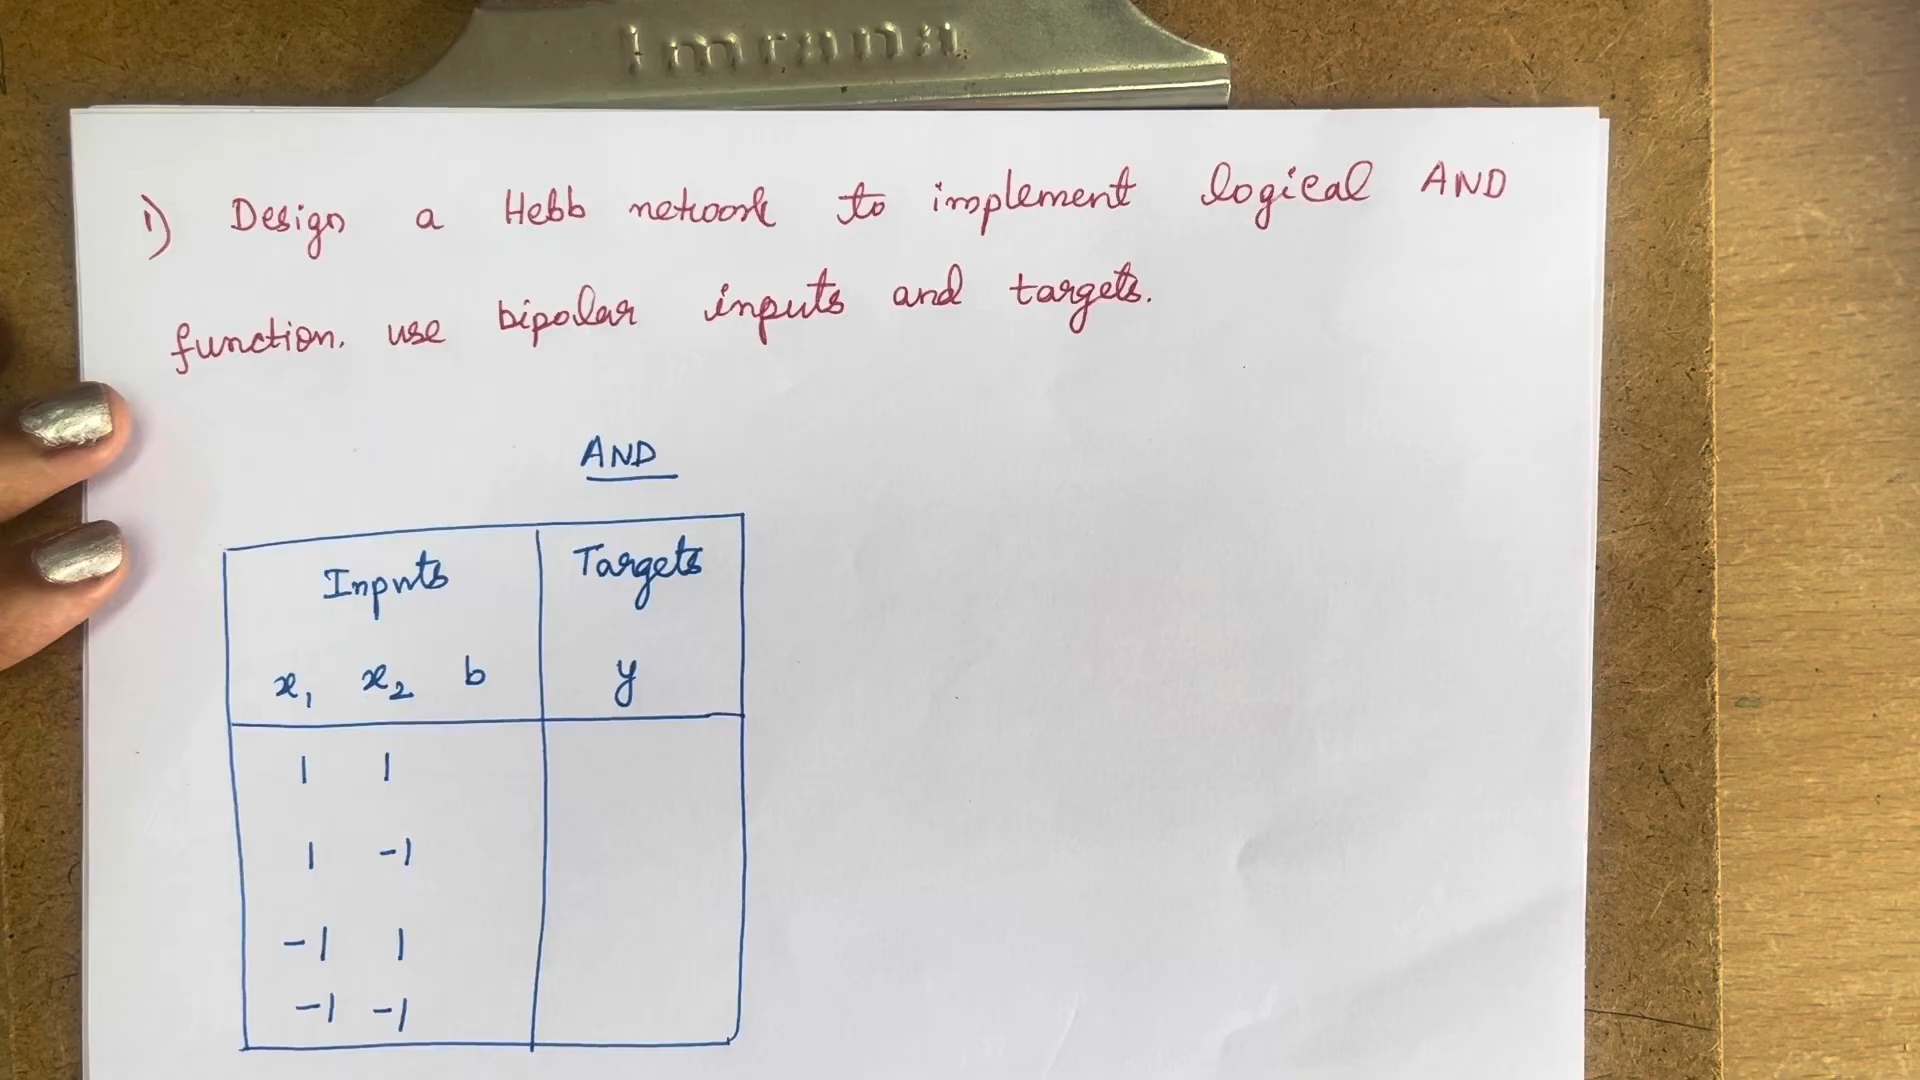 Imrana
1) Design a Hebb network to implement logical AND
function. use bipolar inputs and targets.
AND
Inputs Targets
x₁ x₂ b y
1 1
1 -1
-1 1
-1 -1